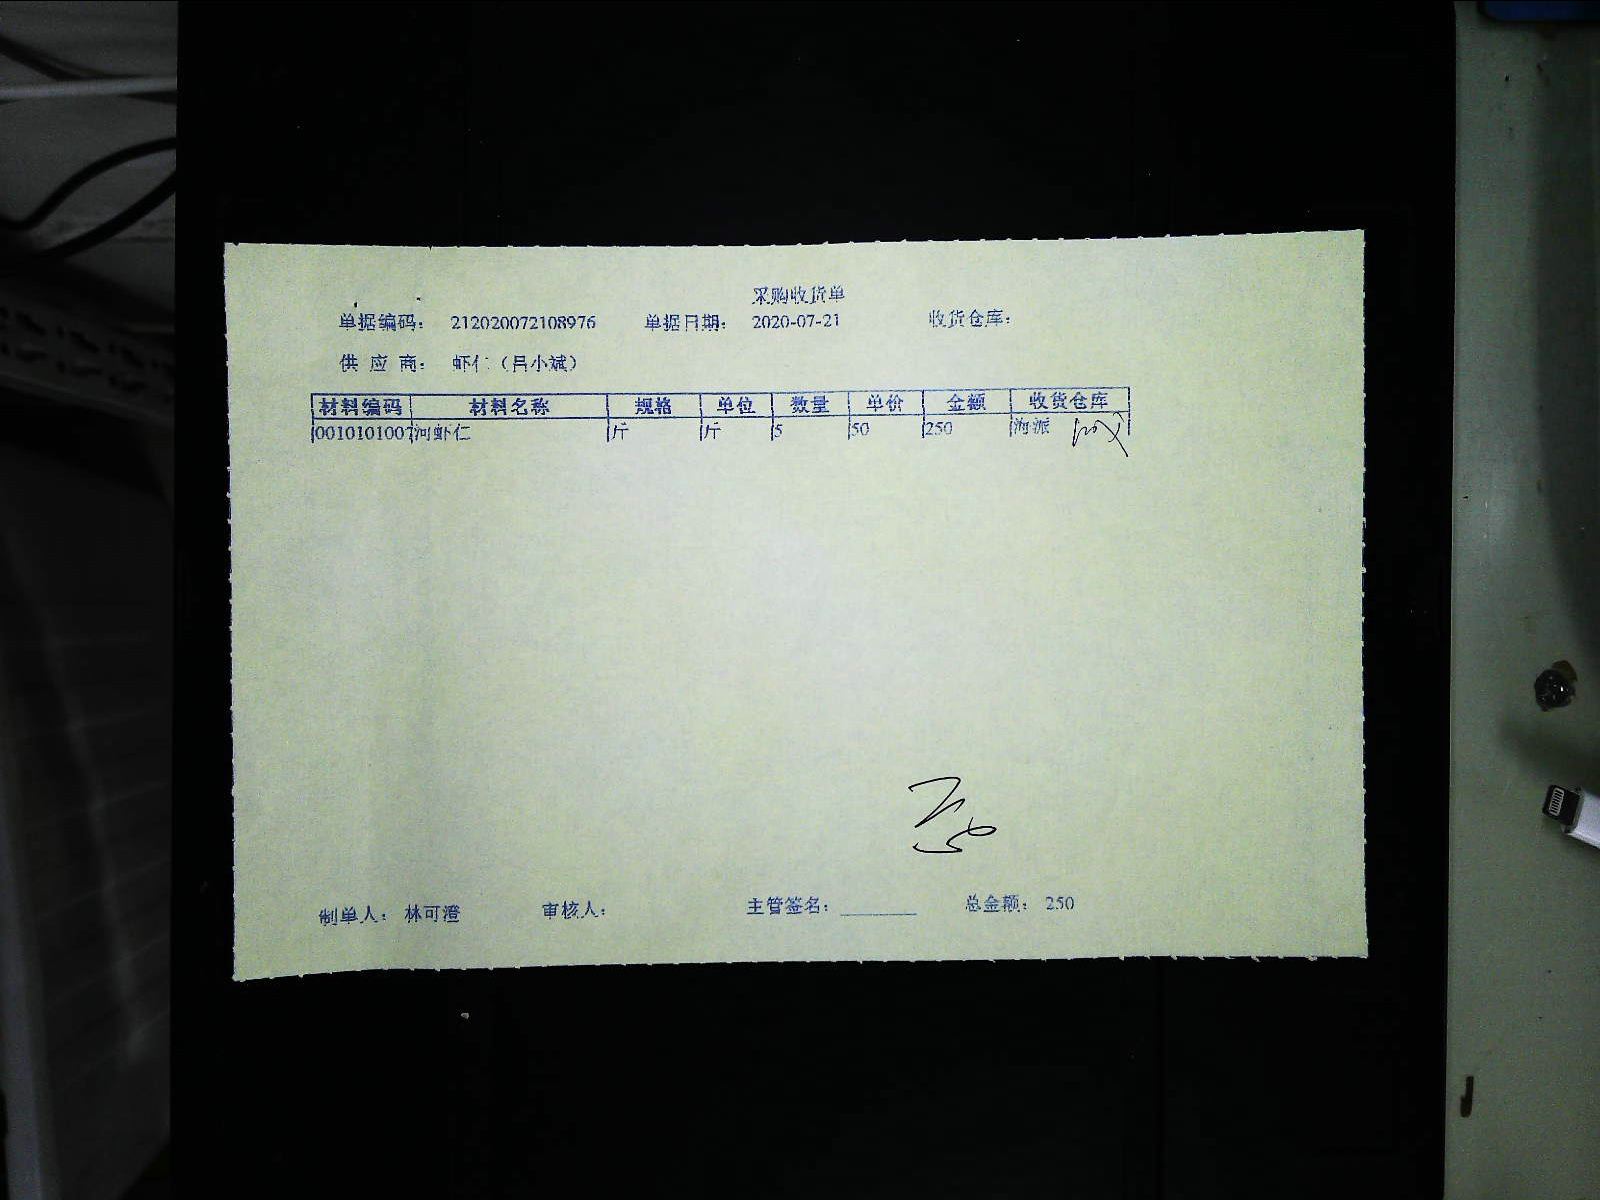 采购收货单
单据编码： 212020072108976 单据日期： 2020-07-21 收货仓库：
供 应 商： 虾仁（吕小斌）
材料编码 材料名称 规格 单位 数量 单价 金额 收货仓库
0010101007 河虾仁 斤 斤 5 50 250 海派
制单人： 林可澄 审核人： 主管签名： 总金额： 250